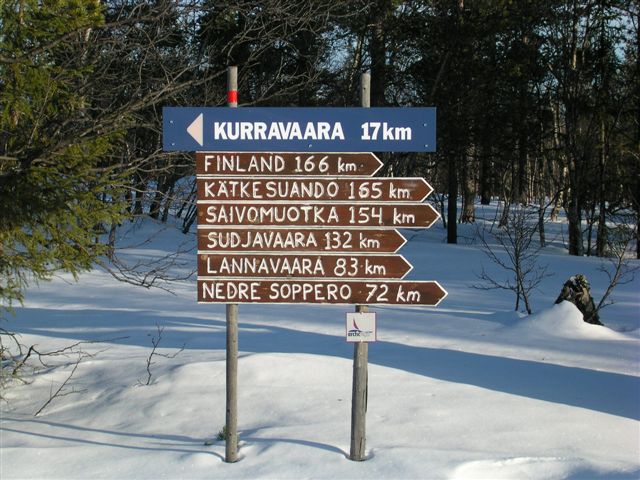 KURRAVAARA 17km
FINLAND 166 km
KÄTKESUANDO 165 km
SAIVOMUOTKA 154 km
SUDJAVAARA 132 km
LANNAVAARA 83 km
NEDRE SOPPERO 72 km